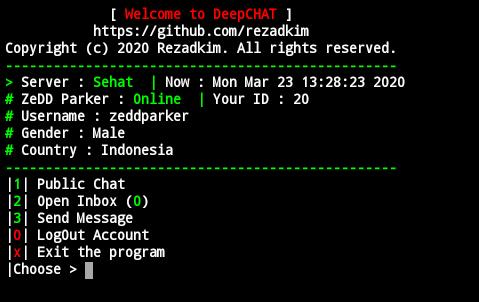 [ Welcome to DeepCHAT ]
https://github.com/rezadkim
Copyright (c) 2020 Rezadkim. All rights reserved.
------------------------------------------------
> Server : Sehat | Now : Mon Mar 23 13:28:23 2020
# ZeDD Parker : Online | Your ID : 20
# Username : zeddparker
# Gender : Male
# Country : Indonesia
------------------------------------------------
|1| Public Chat
|2| Open Inbox (0)
|3| Send Message
|0| LogOut Account
|x| Exit the program
|Choose >